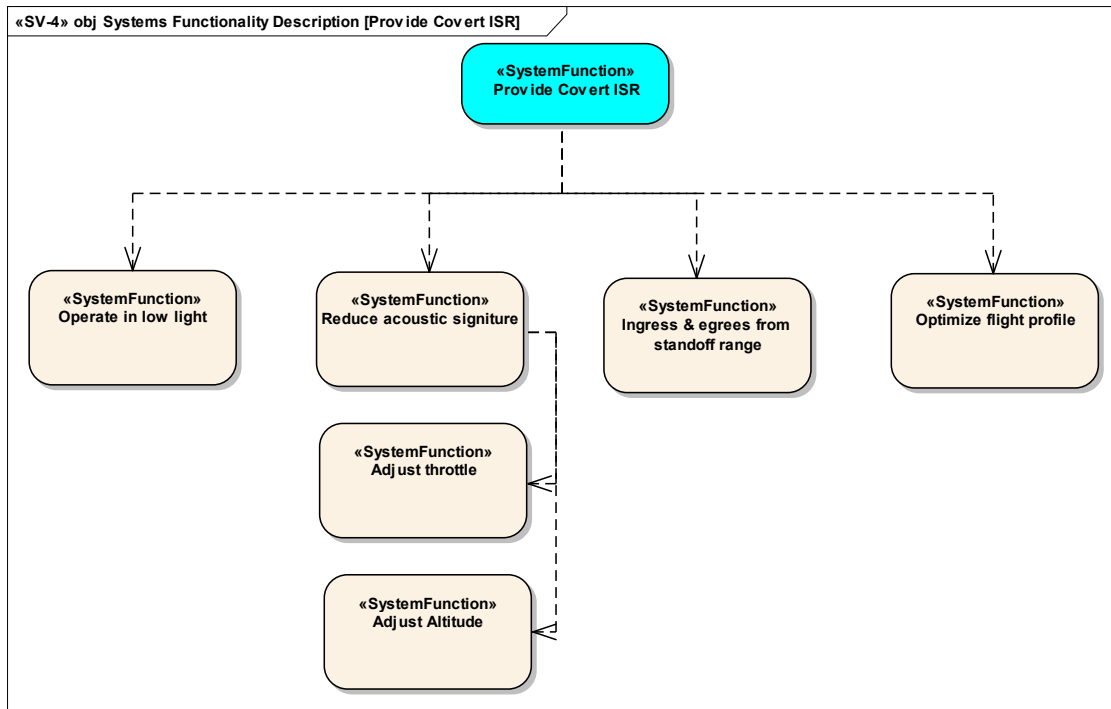 «SV-4» obj Systems Functionality Description [Provide Covert ISR]
«SystemFunction»
Provide Covert ISR
«SystemFunction»
Operate in low light
«SystemFunction»
Reduce acoustic signiture
«SystemFunction»
Ingress & egrees from
standoff range
«SystemFunction»
Optimize flight profile
«SystemFunction»
Adjust throttle
«SystemFunction»
Adjust Altitude